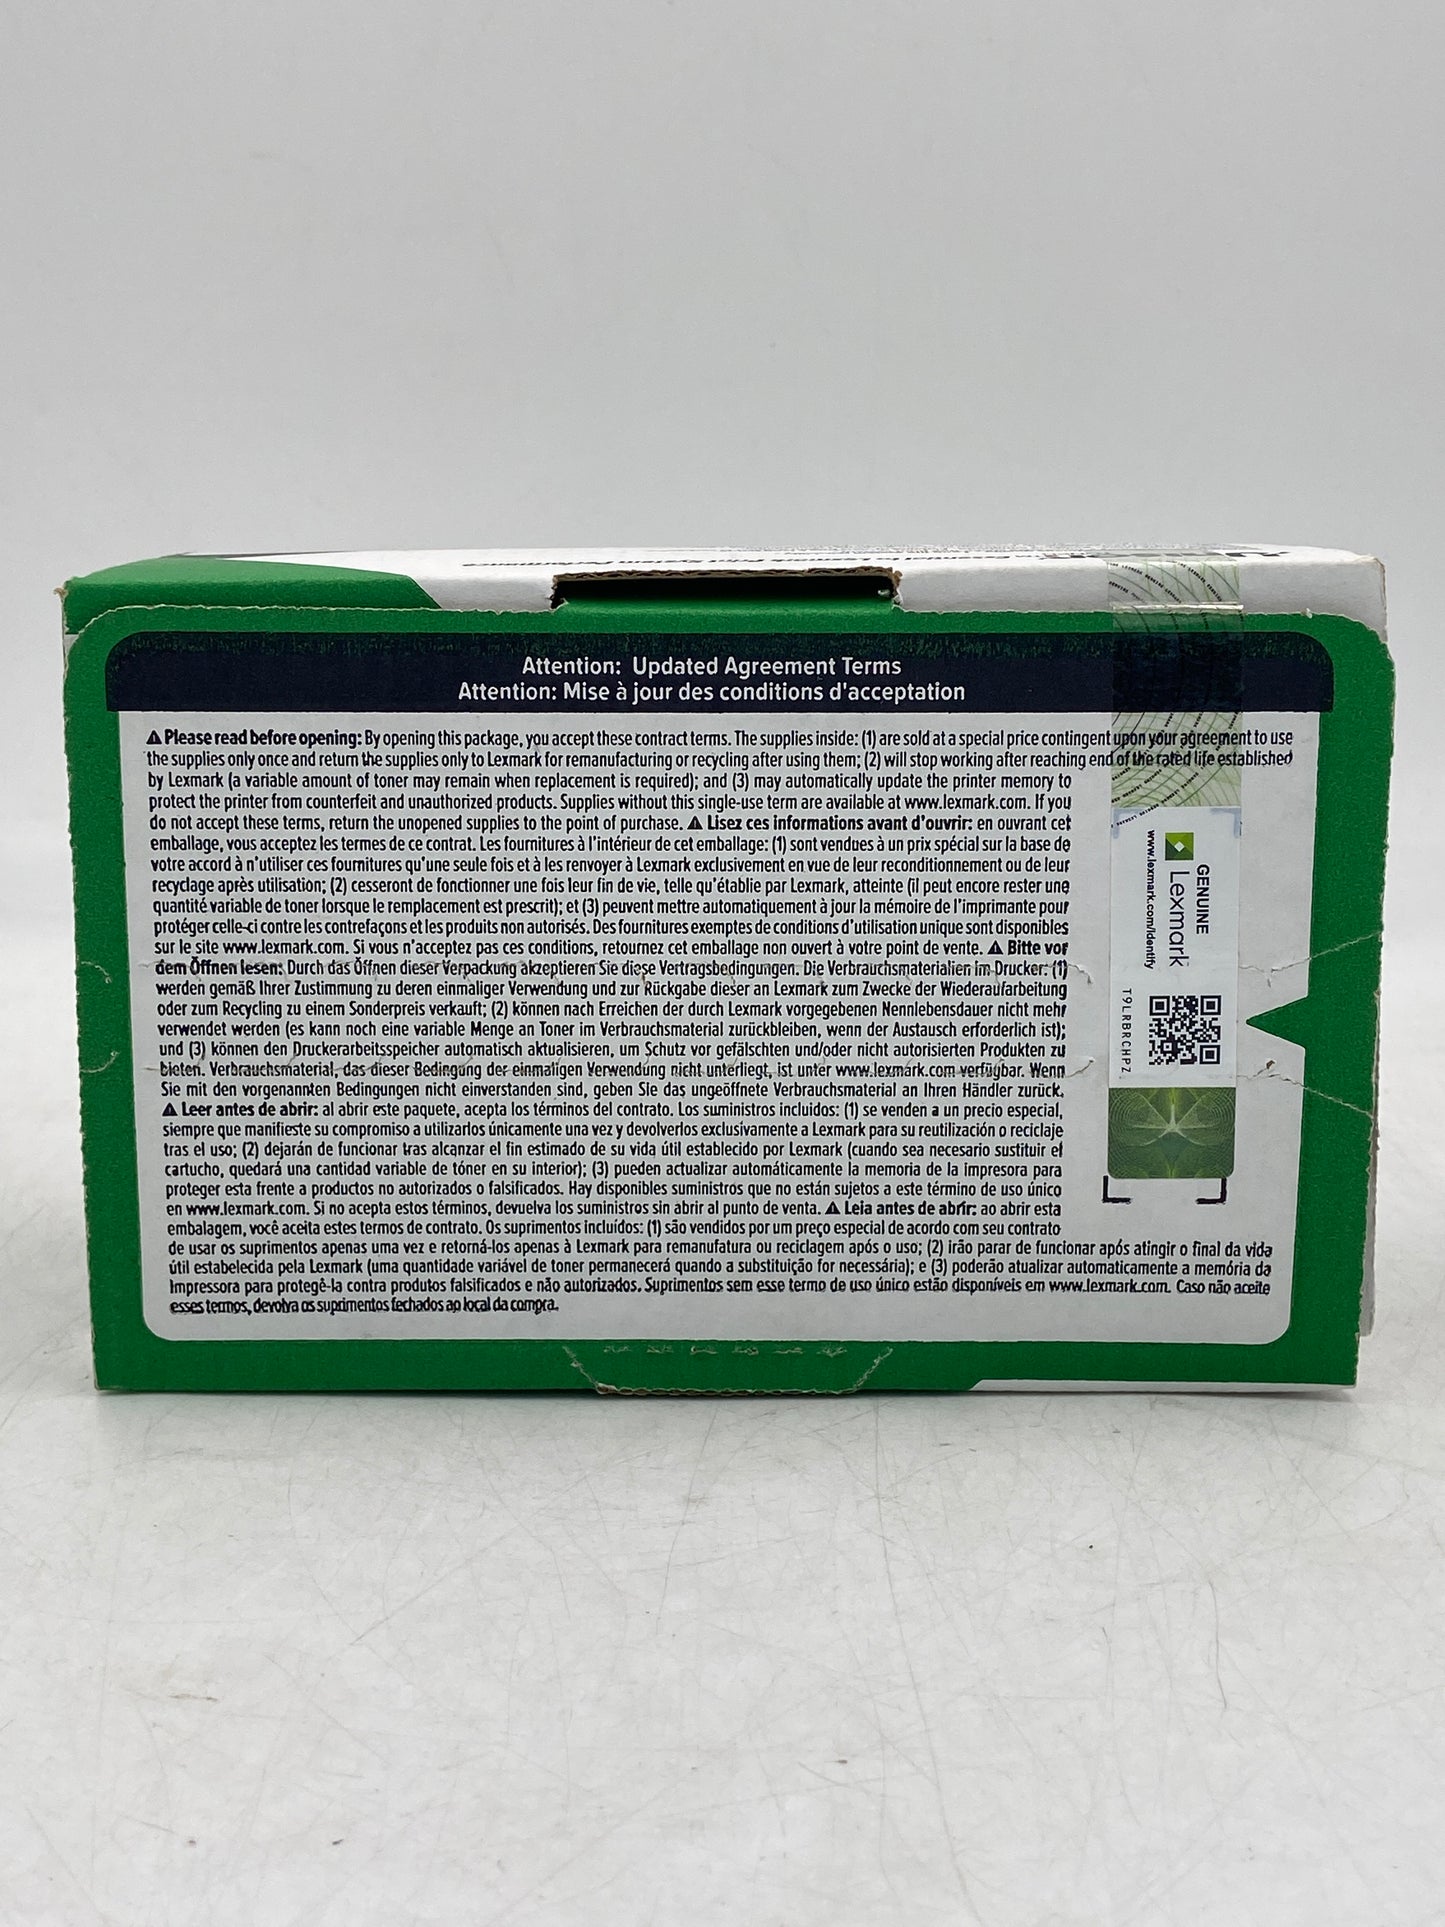 Attention: Updated Agreement Terms
Attention: Mise à jour des conditions d'acceptation
⚠ Please read before opening: By opening this package, you accept these contract terms. The supplies inside: (1) are sold at a special price contingent upon your agreement to use
the supplies only once and return the supplies only to Lexmark for remanufacturing or recycling after using them; (2) will stop working after reaching end of the rated life established
by Lexmark (a variable amount of toner may remain when replacement is required); and (3) may automatically update the printer memory to
protect the printer from counterfeit and unauthorized products. Supplies without this single-use term are available at www.lexmark.com. If you
do not accept these terms, return the unopened supplies to the point of purchase. ⚠ Lisez ces informations avant d'ouvrir: en ouvrant cet
emballage, vous acceptez les termes de ce contrat. Les fournitures à l'intérieur de cet emballage: (1) sont vendues à un prix spécial sur la base de
votre accord à n'utiliser ces fournitures qu'une seule fois et à les renvoyer à Lexmark exclusivement en vue de leur reconditionnement ou de leur
recyclage après utilisation; (2) cesseront de fonctionner une fois leur fin de vie, telle qu'établie par Lexmark, atteinte (il peut encore rester une
quantité variable de toner lorsque le remplacement est prescrit); et (3) peuvent mettre automatiquement à jour la mémoire de l'imprimante pour
protéger celle-ci contre les contrefaçons et les produits non autorisés. Des fournitures exemptes de conditions d'utilisation unique sont disponibles
sur le site www.lexmark.com. Si vous n'acceptez pas ces conditions, retournez cet emballage non ouvert à votre point de vente. ⚠ Bitte vor
dem Öffnen lesen: Durch das Öffnen dieser Verpackung akzeptieren Sie diese Vertragsbedingungen. Die Verbrauchsmaterialien im Drucker: (1)
werden gemäß Ihrer Zustimmung zu deren einmaliger Verwendung und zur Rückgabe dieser an Lexmark zum Zwecke der Wiederaufarbeitung
oder zum Recycling zu einem Sonderpreis verkauft; (2) können nach Erreichen der durch Lexmark vorgegebenen Nennlebensdauer nicht mehr
verwendet werden (es kann noch eine variable Menge an Toner im Verbrauchsmaterial zurückbleiben, wenn der Austausch erforderlich ist);
und (3) können den Druckerarbeitsspeicher automatisch aktualisieren, um Schutz vor gefälschten und/oder nicht autorisierten Produkten zu
bieten. Verbrauchsmaterial, das dieser Bedingung der einmaligen Verwendung nicht unterliegt, ist unter www.lexmark.com verfügbar. Wenn
Sie mit den vorgenannten Bedingungen nicht einverstanden sind, geben Sie das ungeöffnete Verbrauchsmaterial an Ihren Händler zurück.
⚠ Leer antes de abrir: al abrir este paquete, acepta los términos del contrato. Los suministros incluidos: (1) se venden a un precio especial,
siempre que manifieste su compromiso a utilizarlos únicamente una vez y devolverlos exclusivamente a Lexmark para su reutilización o reciclaje
tras el uso; (2) dejarán de funcionar tras alcanzar el fin estimado de su vida útil establecido por Lexmark (cuando sea necesario sustituir el
cartucho, quedará una cantidad variable de tóner en su interior); (3) pueden actualizar automáticamente la memoria de la impresora para
proteger esta frente a productos no autorizados o falsificados. Hay disponibles suministros que no están sujetos a este término de uso único
en www.lexmark.com. Si no acepta estos términos, devuelva los suministros sin abrir al punto de venta. ⚠ Leia antes de abrir: ao abrir esta
embalagem, você aceita estes termos de contrato. Os suprimentos incluídos: (1) são vendidos por um preço especial de acordo com seu contrato
de usar os suprimentos apenas uma vez e retorná-los apenas à Lexmark para remanufatura ou reciclagem após o uso; (2) irão parar de funcionar após atingir o final da vida
útil estabelecida pela Lexmark (uma quantidade variável de toner permanecerá quando a substituição for necessária); e (3) poderão atualizar automaticamente a memória da
Impressora para protegê-la contra produtos falsificados e não autorizados. Suprimentos sem esse termo de uso único estão disponíveis em www.lexmark.com. Caso não aceite
esses termos, devolva os suprimentos fechados ao local da compra.
GENUINE
Lexmark
www.lexmark.com/identify
T9LRBRCHPZ